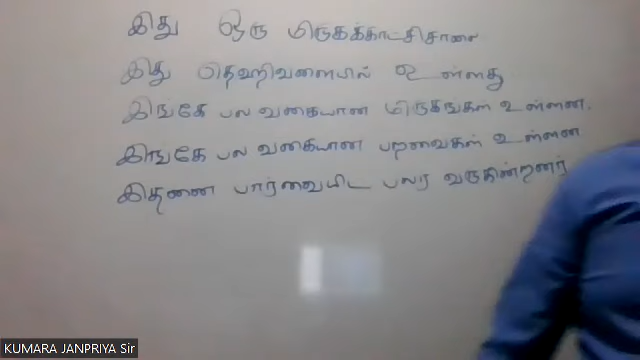 இது ஒரு மிருகக்காட்சிசாலை
இது தெஹிவளையில் உள்ளது
இங்கே பல வகையான மிருகங்கள் உள்ளன.
இங்கே பல வகையான பறவைகள் உள்ளன
இதனை பார்வையிட பலர் வருகின்றனர்
KUMARA JANPRIYA Sir